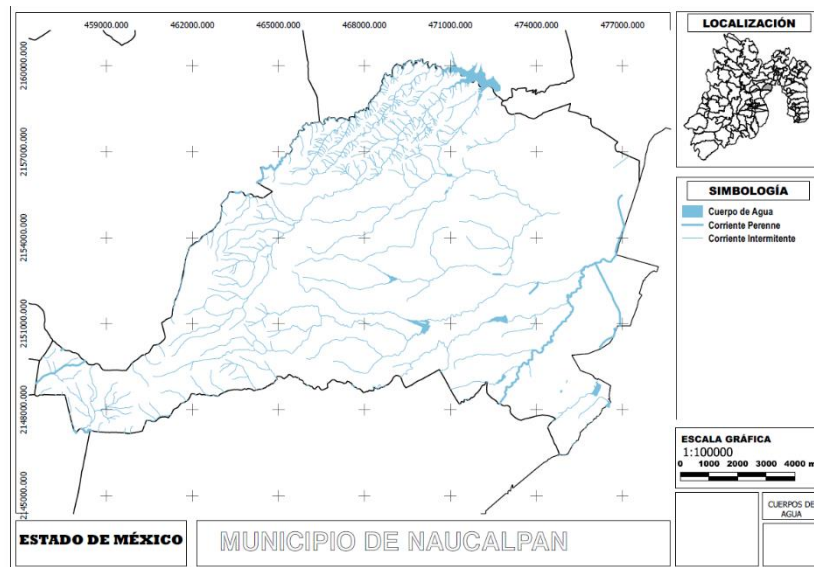 459000.000 462000.000 465000.000 468000.000 471000.000 474000.000 477000.000
2160000.000
2157000.000
2154000.000
2151000.000
2148000.000
2145000.000
LOCALIZACIÓN
SIMBOLOGÍA
Cuerpo de Agua
Corriente Perenne
Corriente Intermitente
ESCALA GRÁFICA
1:100000
0 1000 2000 3000 4000 m
CUERPOS DE
AGUA
ESTADO DE MÉXICO
MUNICIPIO DE NAUCALPAN